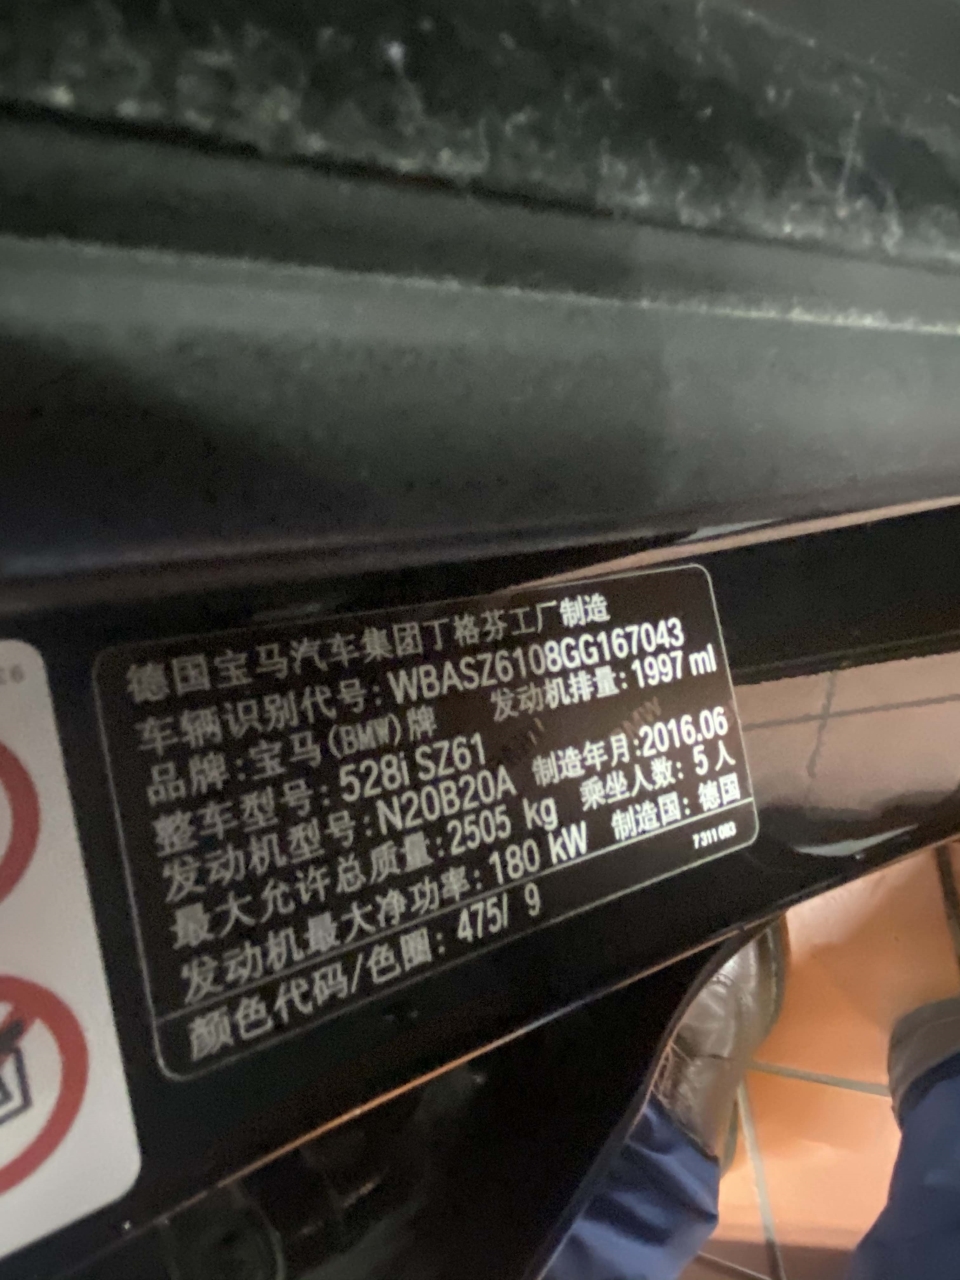 德国宝马汽车集团丁格芬工厂制造
车辆识别代号: WBASZ6108GG167043
品牌:宝马(BMW)牌 发动机排量:1997 ml
整车型号: 528i SZ61
发动机型号:N20B20A 制造年月:2016.06
最大允许总质量:2505 kg 乘坐人数: 5 人
发动机最大净功率:180 kW 制造国: 德国
颜色代码/色圈: 475/ 9
7 311 083